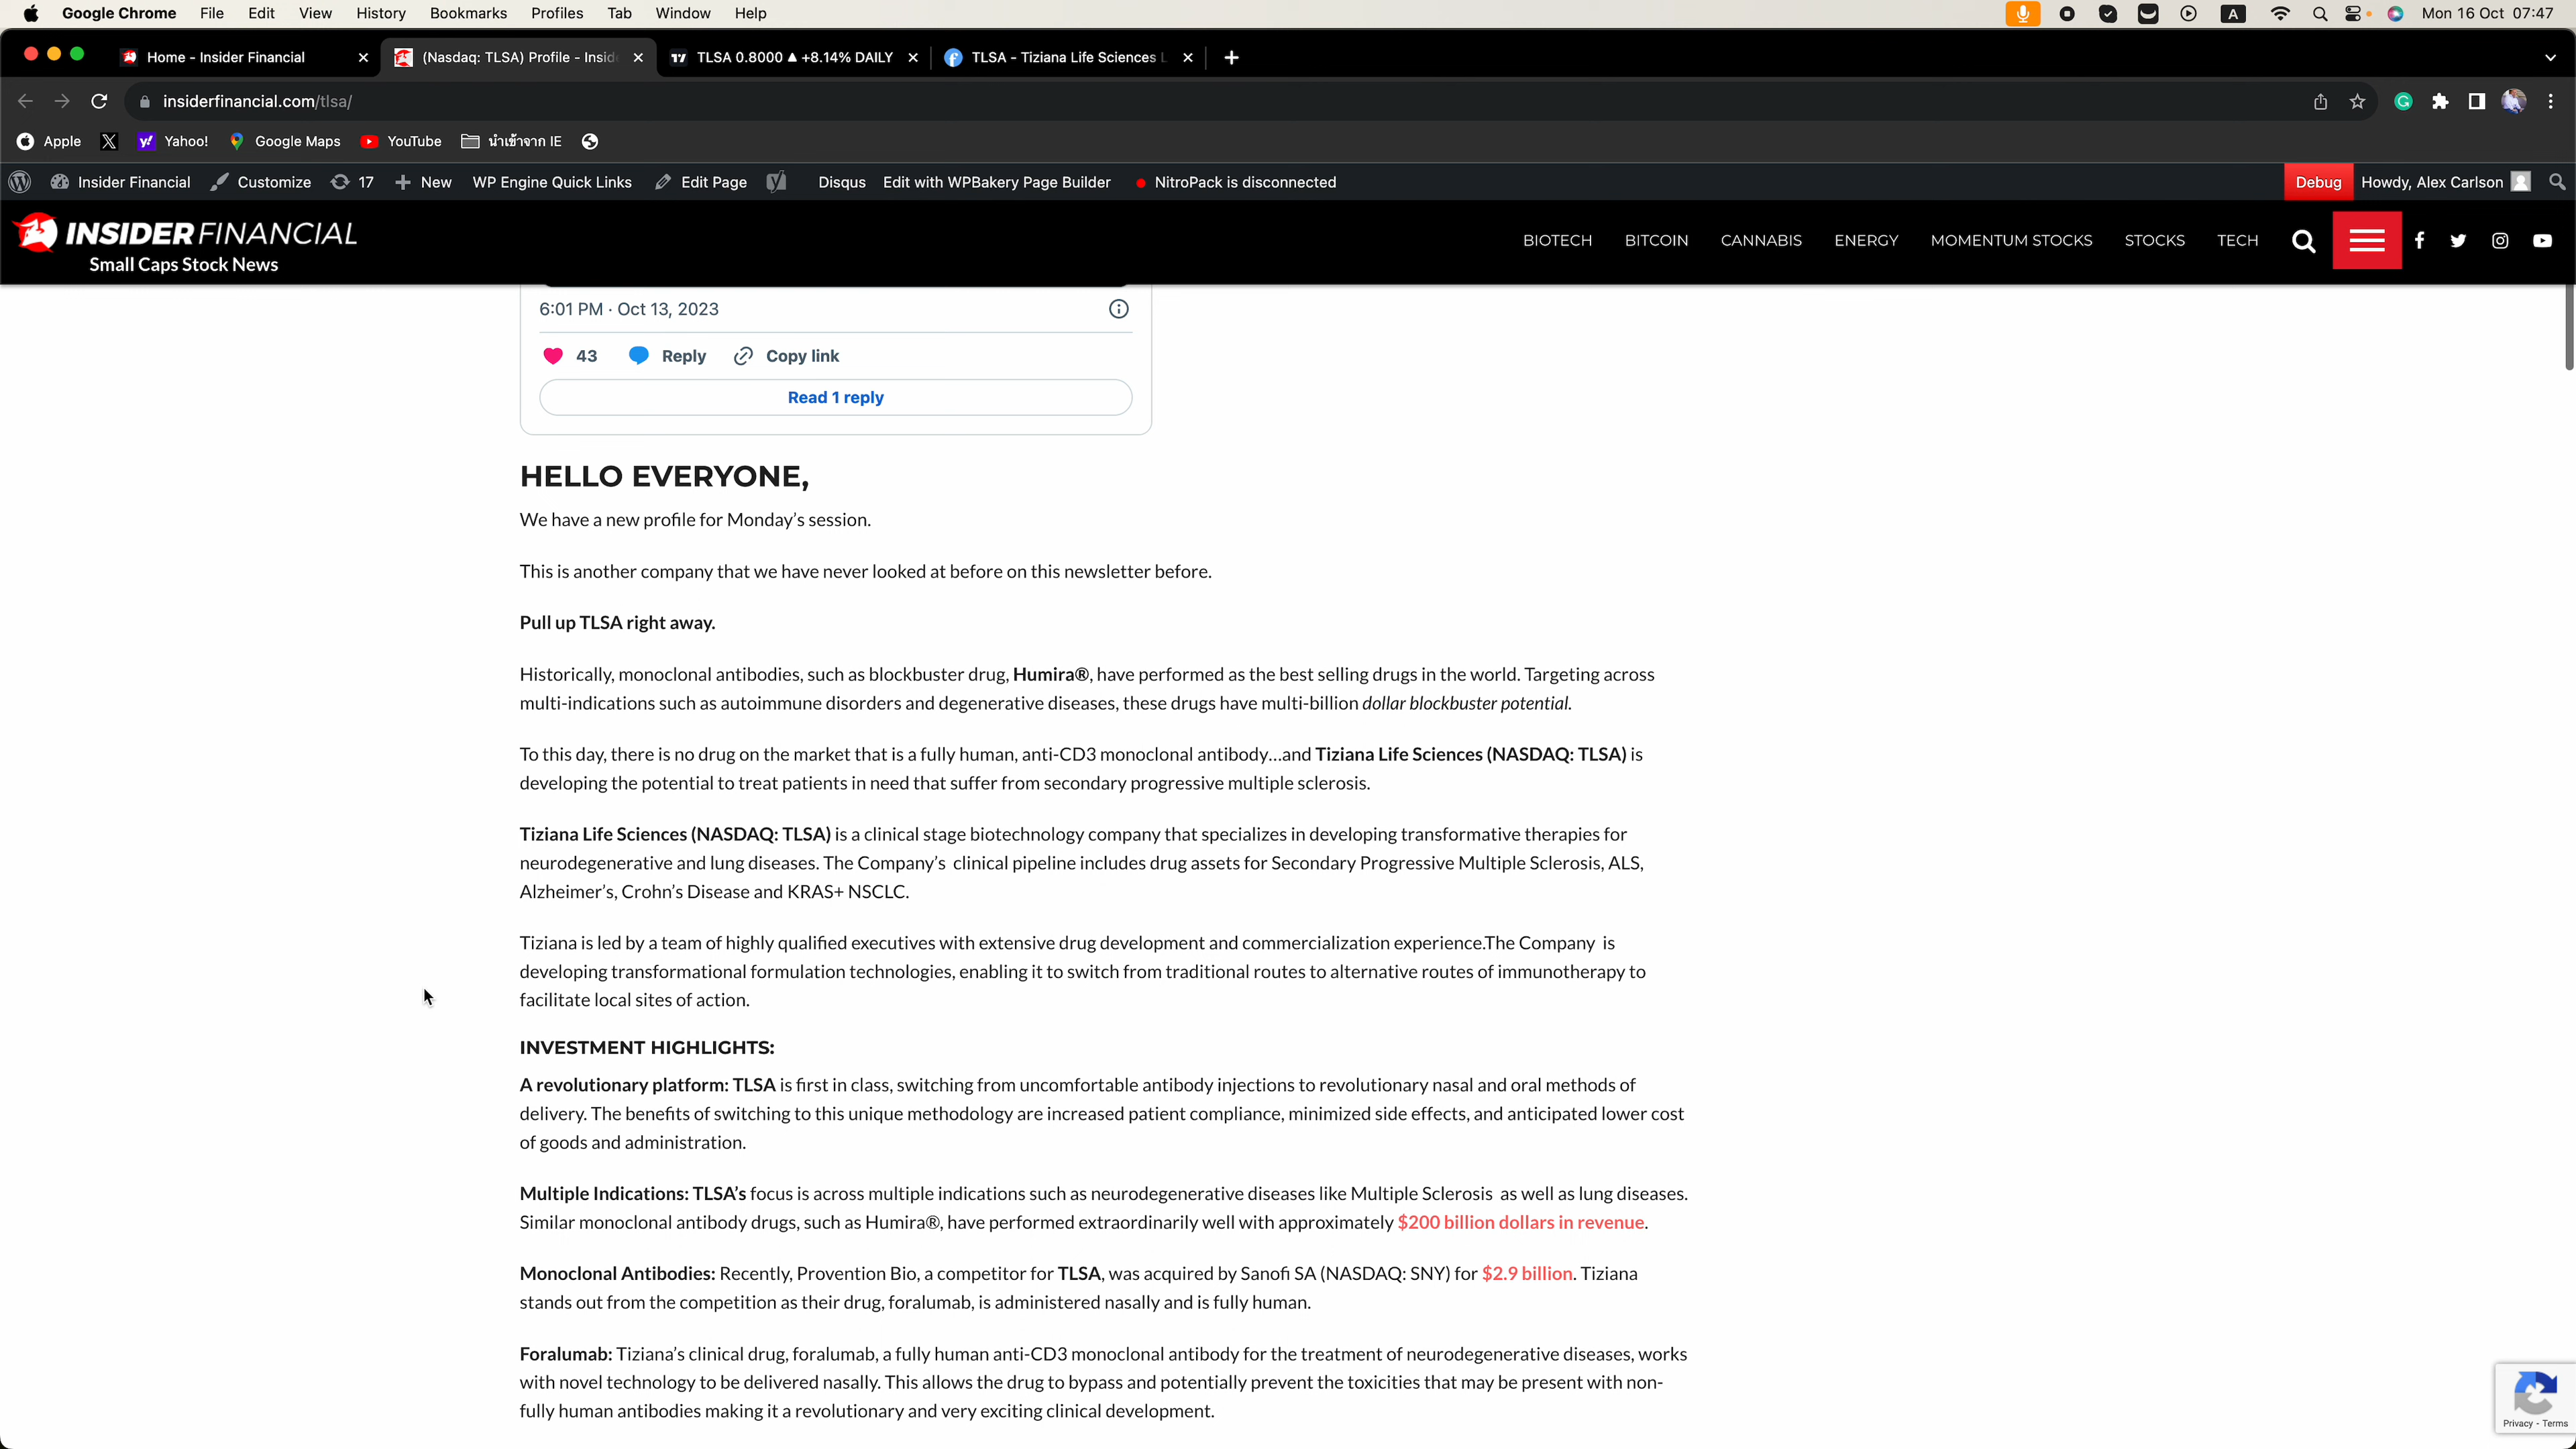 Google Chrome File Edit View History Bookmarks Profiles Tab Window Help A Mon 16 Oct 07:47
Home - Insider Financial (Nasdaq: TLSA) Profile - Insid TLSA 0.8000 ▲ +8.14% DAILY TLSA - Tiziana Life Sciences L
insiderfinancial.com/tlsa/
Apple Yahoo! Google Maps YouTube นำเข้าจาก IE
Insider Financial Customize 17 New WP Engine Quick Links Edit Page Disqus Edit with WPBakery Page Builder NitroPack is disconnected Debug Howdy, Alex Carlson
INSIDER FINANCIAL
Small Caps Stock News
BIOTECH BITCOIN CANNABIS ENERGY MOMENTUM STOCKS STOCKS TECH
6:01 PM · Oct 13, 2023
43 Reply Copy link
Read 1 reply
HELLO EVERYONE,
We have a new profile for Monday’s session.
This is another company that we have never looked at before on this newsletter before.
Pull up TLSA right away.
Historically, monoclonal antibodies, such as blockbuster drug, Humira®, have performed as the best selling drugs in the world. Targeting across
multi-indications such as autoimmune disorders and degenerative diseases, these drugs have multi-billion dollar blockbuster potential.
To this day, there is no drug on the market that is a fully human, anti-CD3 monoclonal antibody…and Tiziana Life Sciences (NASDAQ: TLSA) is
developing the potential to treat patients in need that suffer from secondary progressive multiple sclerosis.
Tiziana Life Sciences (NASDAQ: TLSA) is a clinical stage biotechnology company that specializes in developing transformative therapies for
neurodegenerative and lung diseases. The Company’s clinical pipeline includes drug assets for Secondary Progressive Multiple Sclerosis, ALS,
Alzheimer’s, Crohn’s Disease and KRAS+ NSCLC.
Tiziana is led by a team of highly qualified executives with extensive drug development and commercialization experience.The Company is
developing transformational formulation technologies, enabling it to switch from traditional routes to alternative routes of immunotherapy to
facilitate local sites of action.
INVESTMENT HIGHLIGHTS:
A revolutionary platform: TLSA is first in class, switching from uncomfortable antibody injections to revolutionary nasal and oral methods of
delivery. The benefits of switching to this unique methodology are increased patient compliance, minimized side effects, and anticipated lower cost
of goods and administration.
Multiple Indications: TLSA’s focus is across multiple indications such as neurodegenerative diseases like Multiple Sclerosis as well as lung diseases.
Similar monoclonal antibody drugs, such as Humira®, have performed extraordinarily well with approximately $200 billion dollars in revenue.
Monoclonal Antibodies: Recently, Provention Bio, a competitor for TLSA, was acquired by Sanofi SA (NASDAQ: SNY) for $2.9 billion. Tiziana
stands out from the competition as their drug, foralumab, is administered nasally and is fully human.
Foralumab: Tiziana’s clinical drug, foralumab, a fully human anti-CD3 monoclonal antibody for the treatment of neurodegenerative diseases, works
with novel technology to be delivered nasally. This allows the drug to bypass and potentially prevent the toxicities that may be present with non-
fully human antibodies making it a revolutionary and very exciting clinical development.
Privacy - Terms